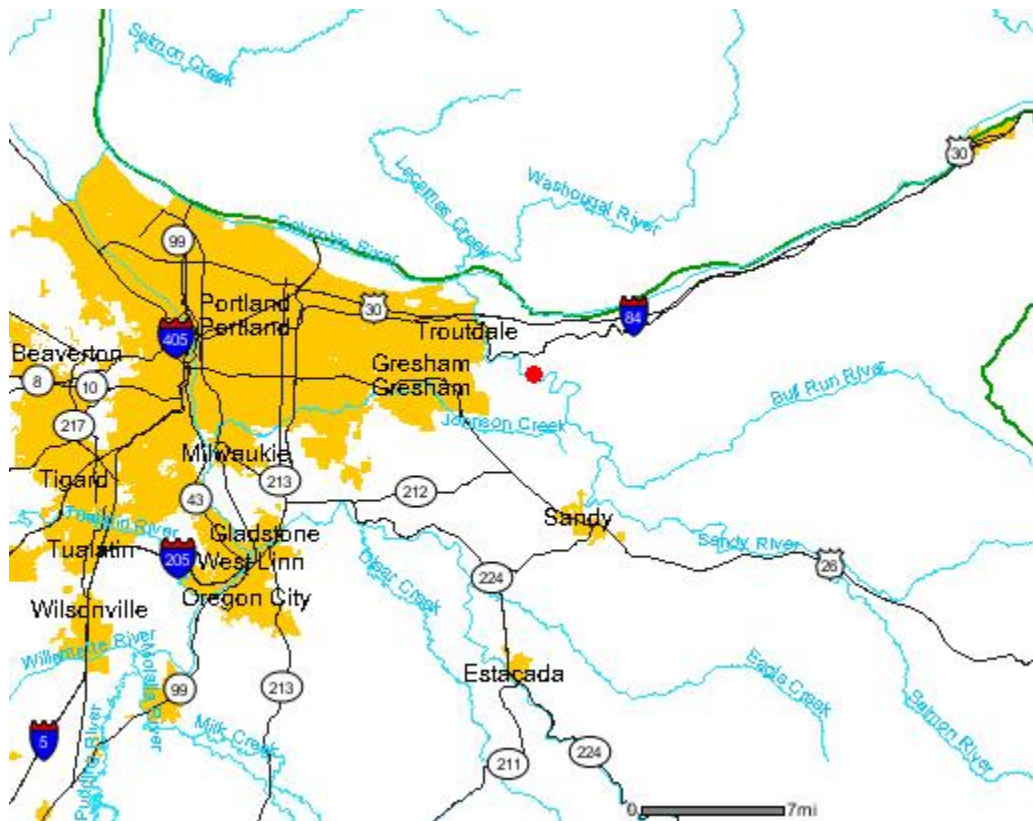 Salmon Creek
30
Lacamas Creek
Washougal River
99
Columbia River
Portland
30
84
Portland
Troutdale
405
Beaverton
Gresham
Bull Run River
8
10
Gresham
217
Johnson Creek
Milwaukie
Tigard
213
212
43
Sandy
Tualatin River
Gladstone
Sandy River
Tualatin
205
West Linn
26
Clear Creek
224
Oregon City
Wilsonville
Willamette River
Estacada
Eagle Creek
Molalla River
99
213
Salmon River
Pudding River
Milk Creek
5
224
211
0
7mi